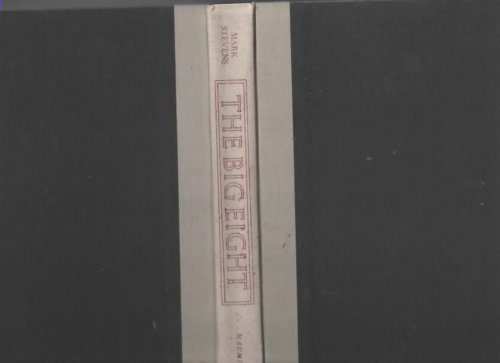 MARK
STEVENS
THE BIG EIGHT